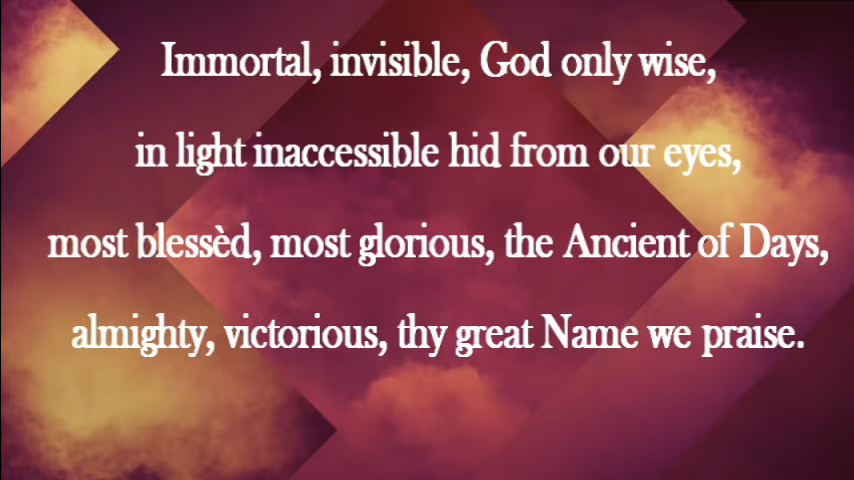 Immortal, invisible, God only wise,
in light inaccessible hid from our eyes,
most blessèd, most glorious, the Ancient of Days,
almighty, victorious, thy great Name we praise.